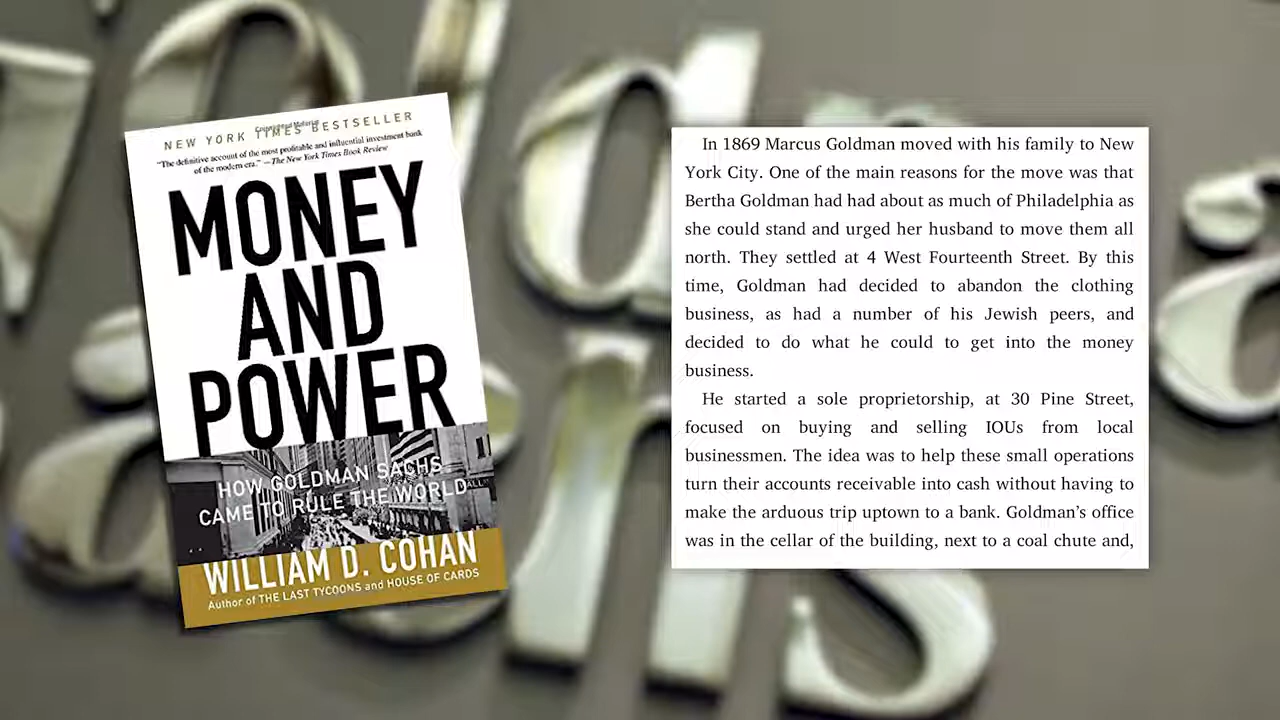 Copyrighted Material
NEW YORK TIMES BESTSELLER
"The definitive account of the most profitable and influential investment bank
of the modern era." —The New York Times Book Review
MONEY
AND
POWER
HOW GOLDMAN SACHS
CAME TO RULE THE WORLD
WALL
WILLIAM D. COHAN
Author of THE LAST TYCOONS and HOUSE OF CARDS
In 1869 Marcus Goldman moved with his family to New
York City. One of the main reasons for the move was that
Bertha Goldman had had about as much of Philadelphia as
she could stand and urged her husband to move them all
north. They settled at 4 West Fourteenth Street. By this
time, Goldman had decided to abandon the clothing
business, as had a number of his Jewish peers, and
decided to do what he could to get into the money
business.
He started a sole proprietorship, at 30 Pine Street,
focused on buying and selling IOUs from local
businessmen. The idea was to help these small operations
turn their accounts receivable into cash without having to
make the arduous trip uptown to a bank. Goldman's office
was in the cellar of the building, next to a coal chute and,